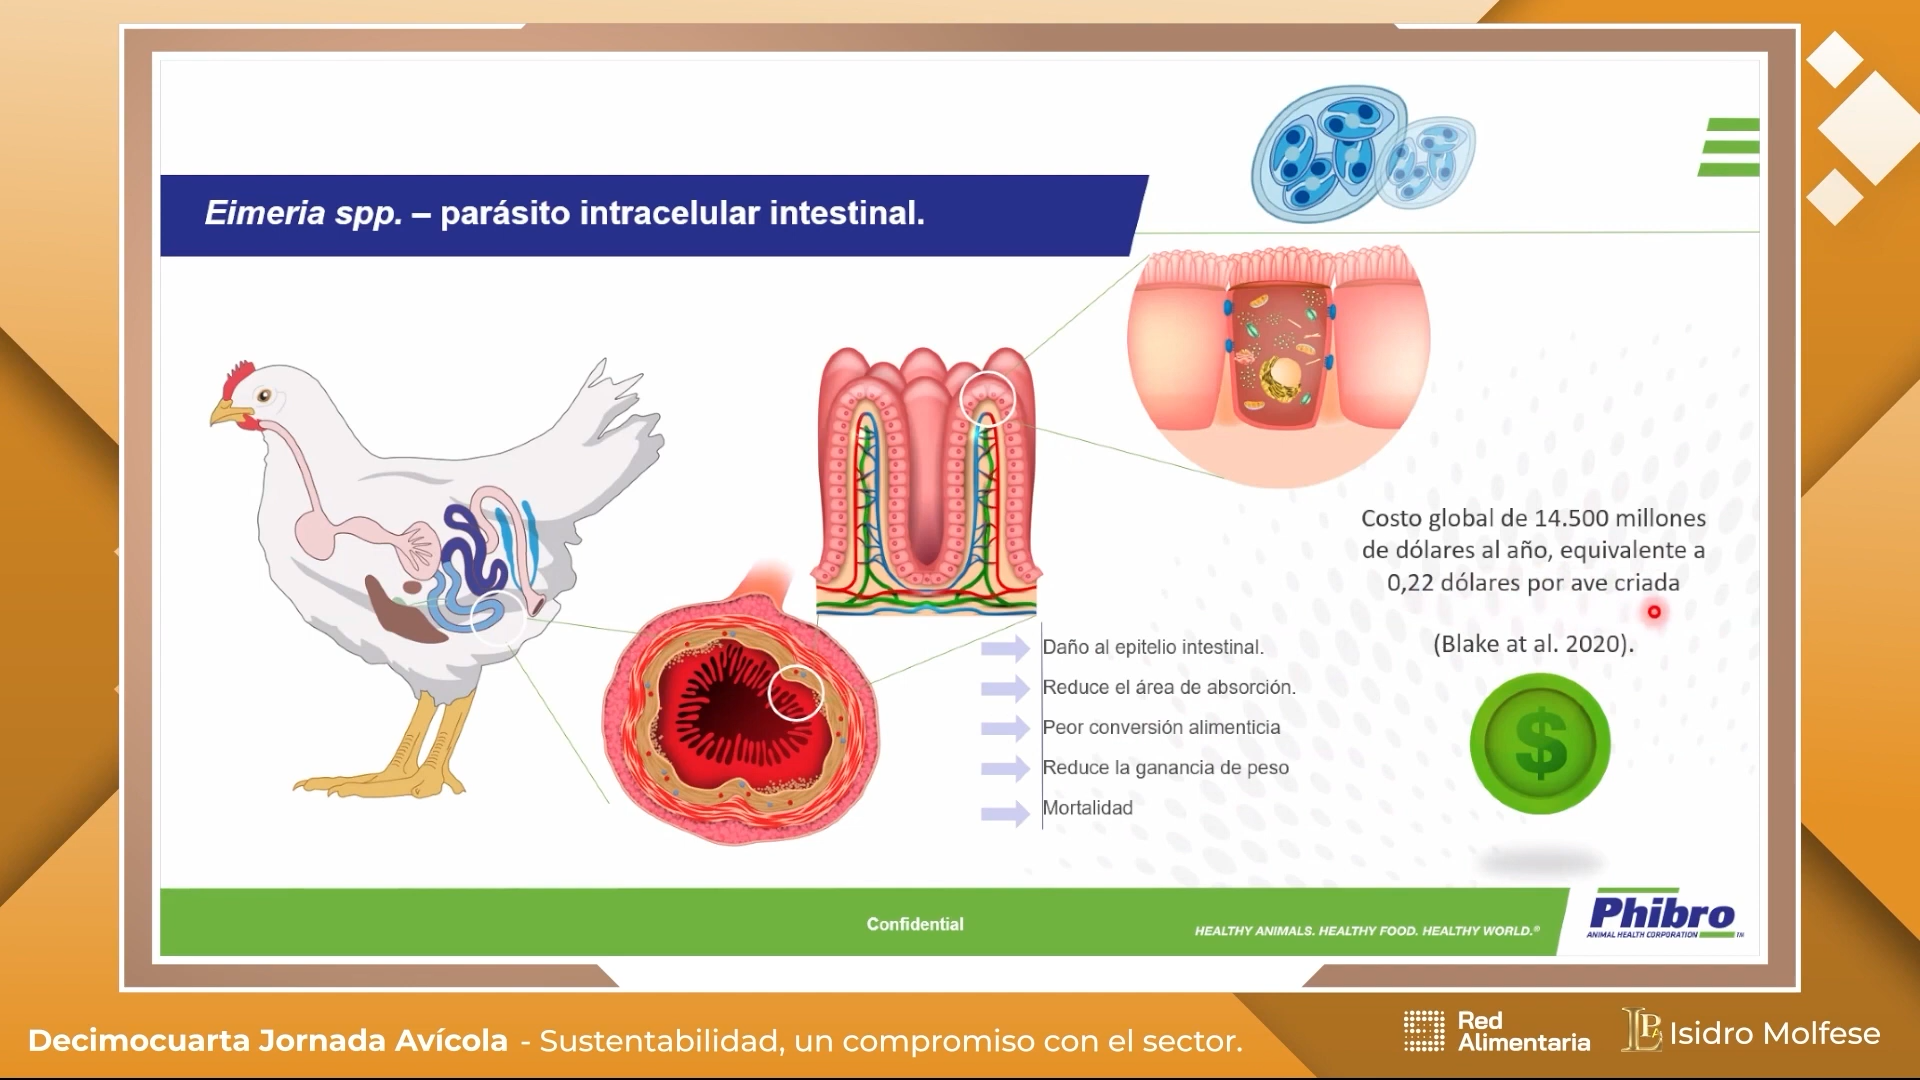 Eimeria spp. – parásito intracelular intestinal.
Costo global de 14.500 millones
de dólares al año, equivalente a
0,22 dólares por ave criada
(Blake at al. 2020).
Daño al epitelio intestinal.
Reduce el área de absorción.
Peor conversión alimenticia
Reduce la ganancia de peso
Mortalidad
$
Confidential
HEALTHY ANIMALS. HEALTHY FOOD. HEALTHY WORLD.®
Phibro
ANIMAL HEALTH CORPORATION
Decimocuarta Jornada Avícola - Sustentabilidad, un compromiso con el sector.
Red
Alimentaria
Isidro Molfese